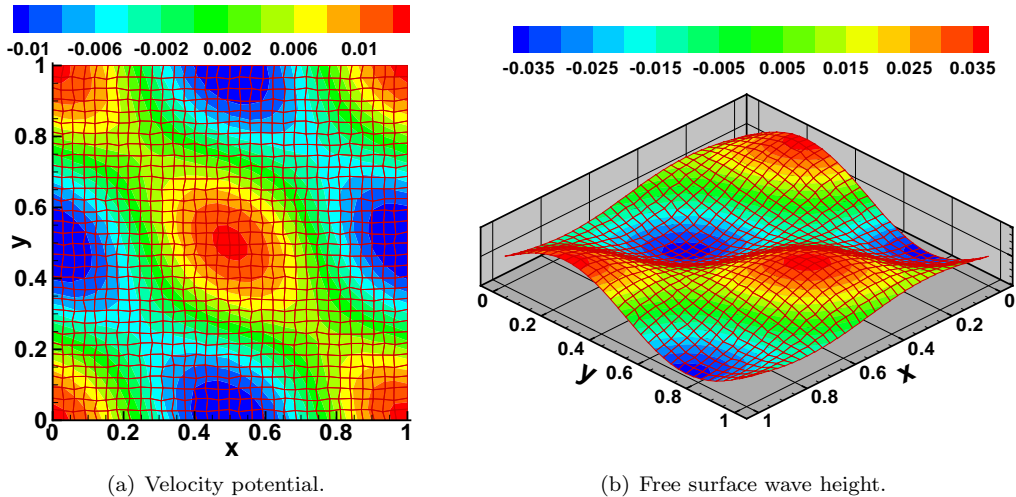 -0.01 -0.006 -0.002 0.002 0.006 0.01
1
0.8
0.6
y
0.4
0.2
0
0 0.2 0.4 0.6 0.8 1
x
(a) Velocity potential.
-0.035 -0.025 -0.015 -0.005 0.005 0.015 0.025 0.035
0 0
0.2 0.2
0.4 0.4
y 0.6 0.6 x
0.8 0.8
1 1
(b) Free surface wave height.